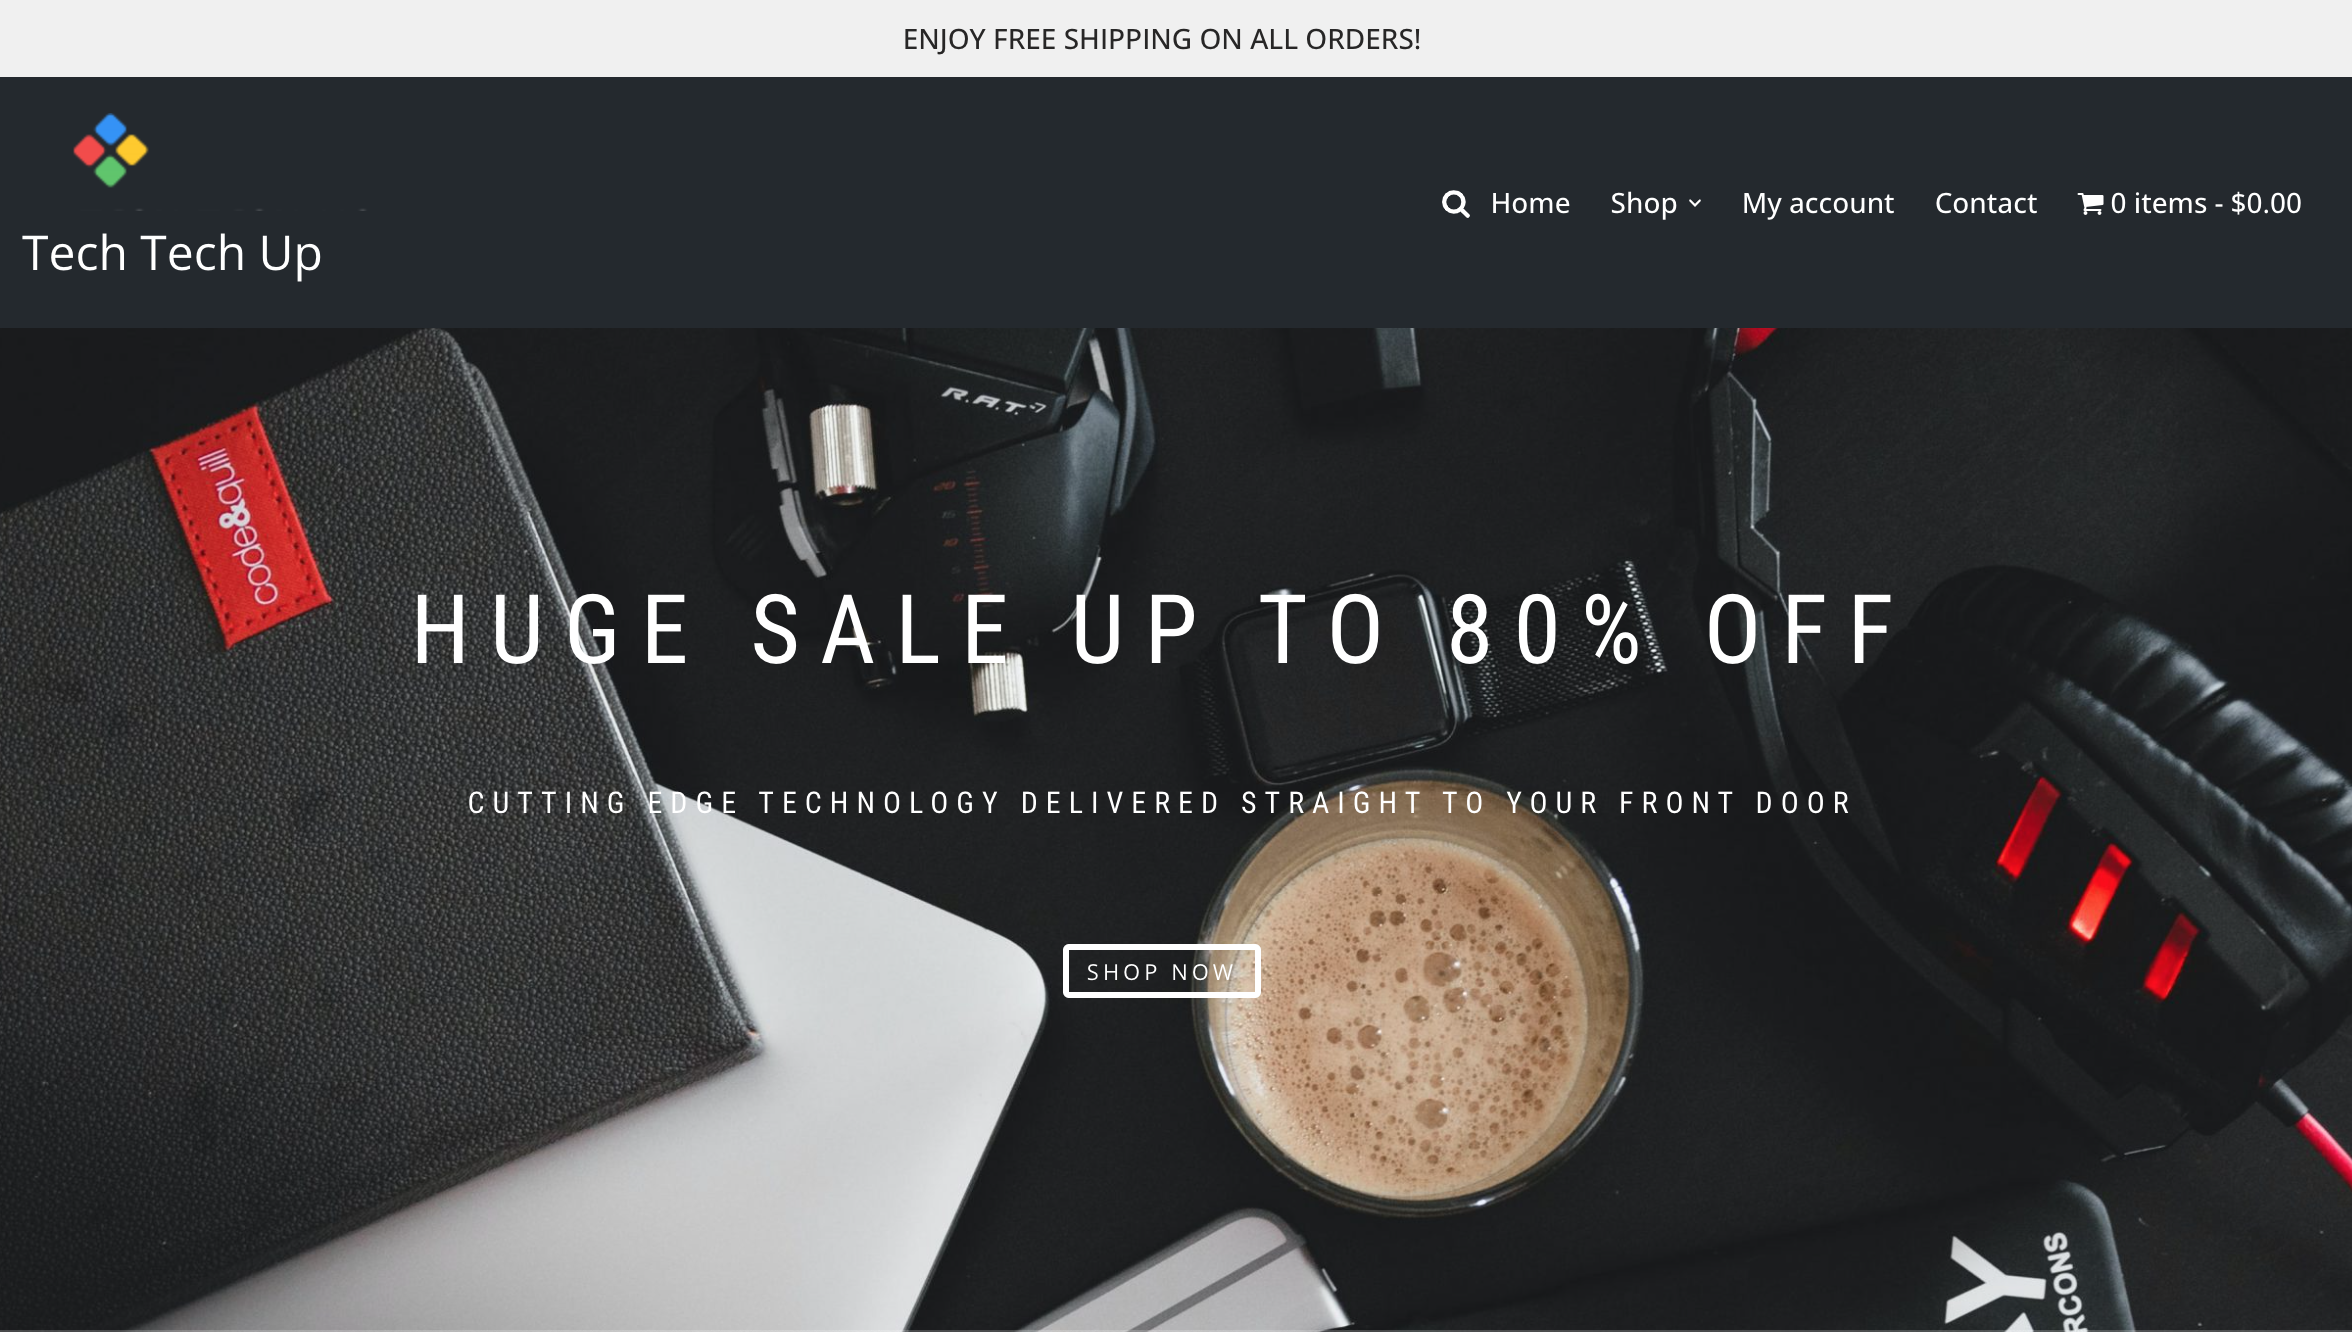 ENJOY FREE SHIPPING ON ALL ORDERS!
Home Shop My account Contact 0 items - $0.00
Tech Tech Up
R.A.T.7
code&quill
HUGE SALE UP TO 80% OFF
CUTTING EDGE TECHNOLOGY DELIVERED STRAIGHT TO YOUR FRONT DOOR
SHOP NOW